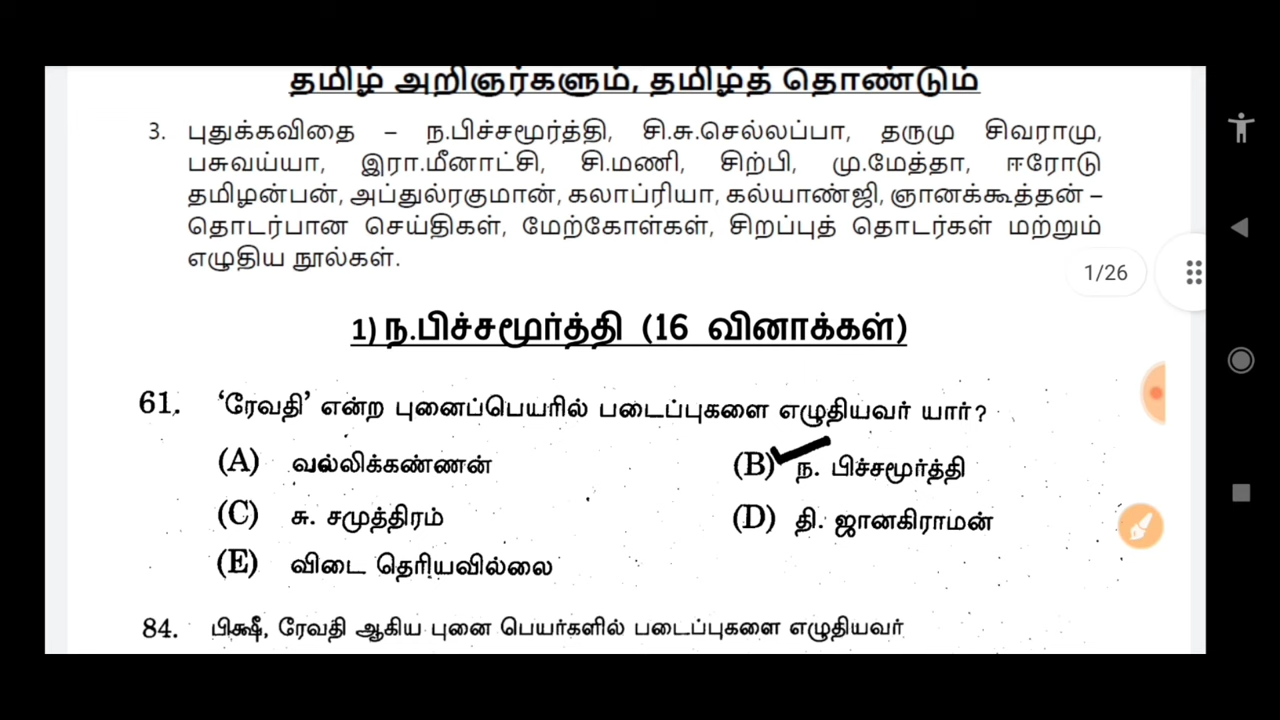 தமிழ் அறிஞர்களும், தமிழ்த் தொண்டும்
3. புதுக்கவிதை – ந.பிச்சமூர்த்தி, சி.சு.செல்லப்பா, தருமு சிவராமு,
பசுவய்யா, இரா.மீனாட்சி, சி.மணி, சிற்பி, மு.மேத்தா, ஈரோடு
தமிழன்பன், அப்துல்ரகுமான், கலாப்ரியா, கல்யாண்ஜி, ஞானக்கூத்தன் –
தொடர்பான செய்திகள், மேற்கோள்கள், சிறப்புத் தொடர்கள் மற்றும்
எழுதிய நூல்கள்.
1/26
1) ந.பிச்சமூர்த்தி (16 வினாக்கள்)
61. ‘ரேவதி’ என்ற புனைப்பெயரில் படைப்புகளை எழுதியவர் யார்?
(A) வல்லிக்கண்ணன் (B) ந. பிச்சமூர்த்தி
(C) சு. சமுத்திரம் (D) தி. ஜானகிராமன்
(E) விடை தெரியவில்லை
84. பிக்ஷீ, ரேவதி ஆகிய புனை பெயர்களில் படைப்புகளை எழுதியவர்